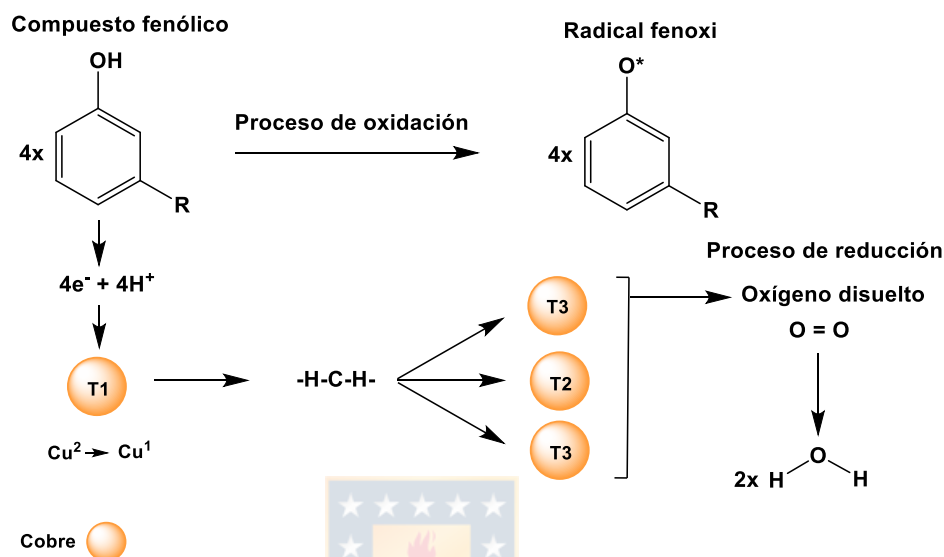 Compuesto fenólico
OH
4x
R
Proceso de oxidación
Radical fenoxi
O*
4x
R
4e⁻ + 4H⁺
T1
Cu² → Cu¹
-H-C-H-
T3
T2
T3
Proceso de reducción
Oxígeno disuelto
O = O
2x H O H
Cobre